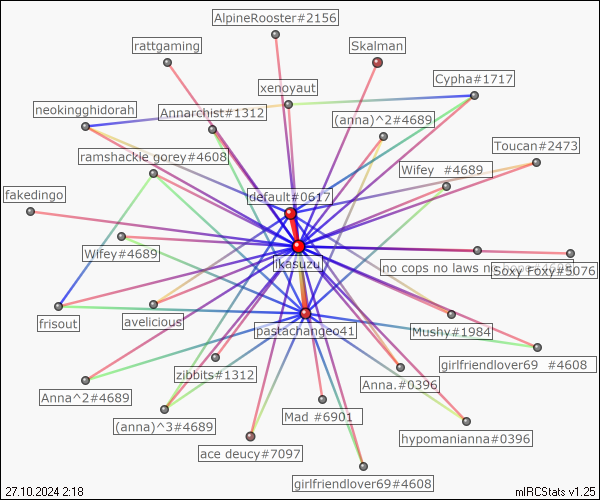 AlpineRooster#2156
rattgaming
Skalman
Cypha#1717
xenoyaut
neokingghidorah
Annarchist#1312
(anna)^2#4689
Toucan#2473
ramshackle gorey#4608
Wifey #4689
default#0617
fakedingo
Wifey#4689
ikasuzu
no cops no laws n
Soxy Foxy#5076
frisout
avelicious
pastachangeo41
Mushy#1984
girlfriendlover69 #4608
zibbits#1312
Anna.#0396
Anna^2#4689
Mad #6901
(anna)^3#4689
hypomanianna#0396
ace deucy#7097
girlfriendlover69#4608
27.10.2024 2:18
mIRCStats v1.25